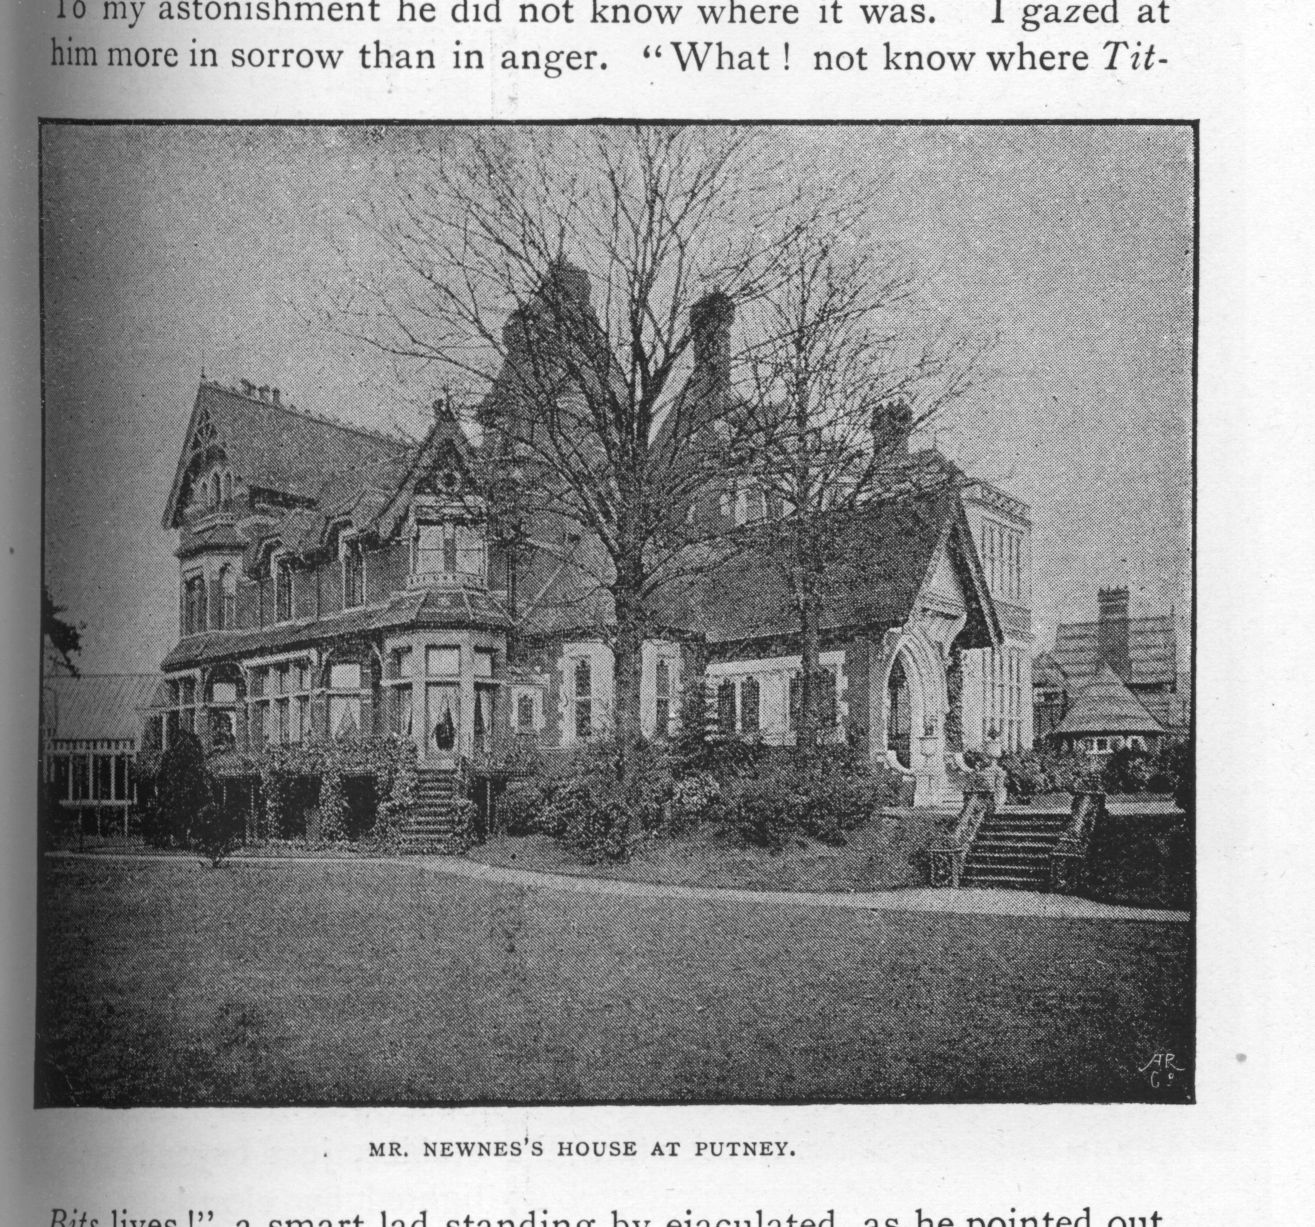 To my astonishment he did not know where it was. I gazed at
him more in sorrow than in anger. “What ! not know where Tit-
AR
Co
MR. NEWNES'S HOUSE AT PUTNEY.
Bits lives !” a smart lad standing by ejaculated, as he pointed out